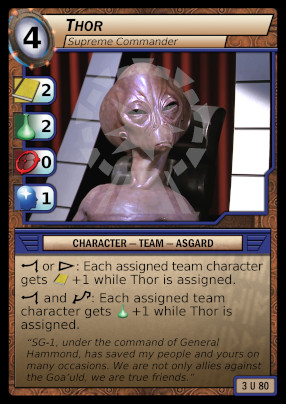 4
THOR
SUPREME COMMANDER
2
2
0
1
CHARACTER – TEAM – ASGARD
or : Each assigned team character
gets +1 while Thor is assigned.
and : Each assigned team
character gets +1 while Thor is
assigned.
"SG-1, under the command of General
Hammond, has saved my people and yours on
many occasions. We are not only allies against
the Goa'uld, we are true friends."
3 U 80